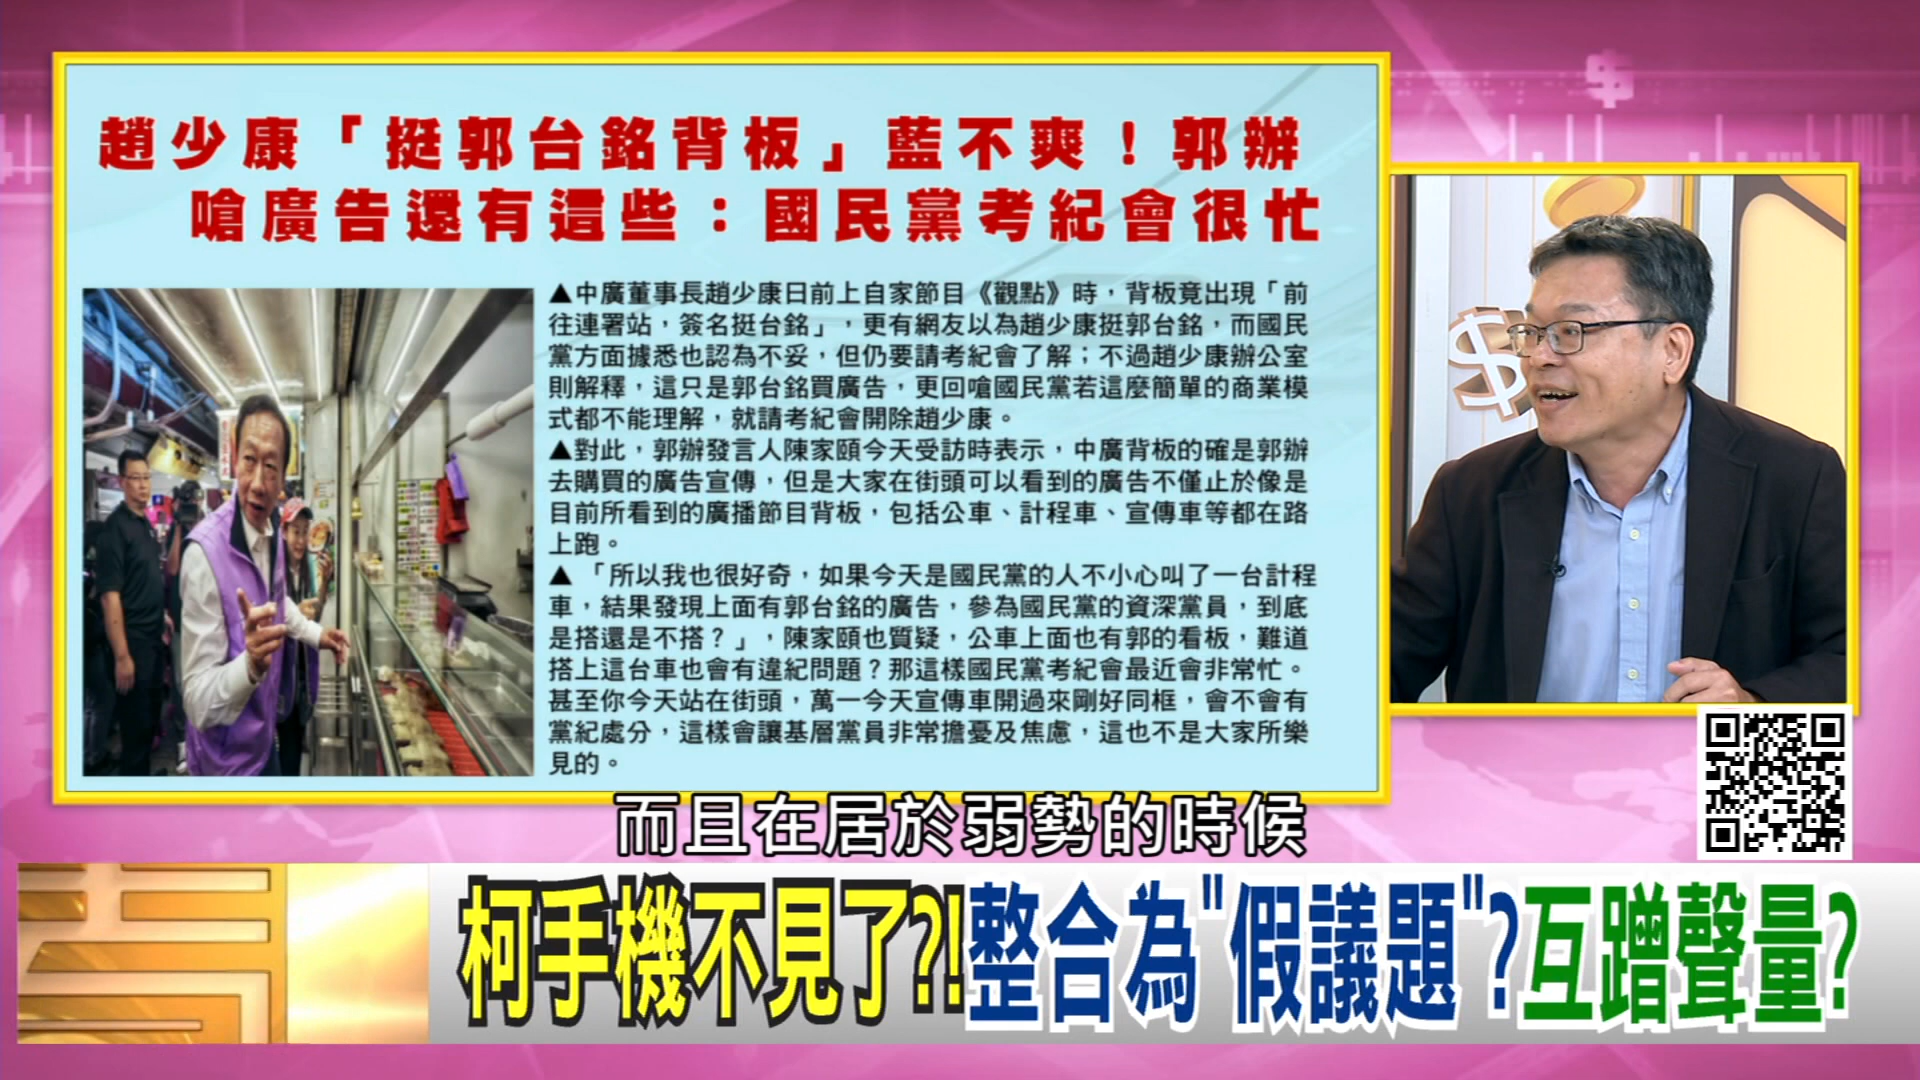 趙少康「挺郭台銘背板」藍不爽！郭辦
嗆廣告還有這些：國民黨考紀會很忙
▲中廣董事長趙少康日前上自家節目《觀點》時，背板竟出現「前
往連署站，簽名挺台銘」，更有網友以為趙少康挺郭台銘，而國民
黨方面據悉也認為不妥，但仍要請考紀會了解；不過趙少康辦公室
則解釋，這只是郭台銘買廣告，更回嗆國民黨若這麼簡單的商業模
式都不能理解，就請考紀會開除趙少康。
▲對此，郭辦發言人陳家頤今天受訪時表示，中廣背板的確是郭辦
去購買的廣告宣傳，但是大家在街頭可以看到的廣告不僅止於像是
目前所看到的廣播節目背板，包括公車、計程車、宣傳車等都在路
上跑。
▲「所以我也很好奇，如果今天是國民黨的人不小心叫了一台計程
車，結果發現上面有郭台銘的廣告，參為國民黨的資深黨員，到底
是搭還是不搭？」，陳家頤也質疑，公車上面也有郭的看板，難道
搭上這台車也會有違紀問題？那這樣國民黨考紀會最近會非常忙。
甚至你今天站在街頭，萬一今天宣傳車開過來剛好同框，會不會有
黨紀處分，這樣會讓基層黨員非常擔憂及焦慮，這也不是大家所樂
見的。
而且在居於弱勢的時候
柯手機不見了?!整合為"假議題"?互蹭聲量?